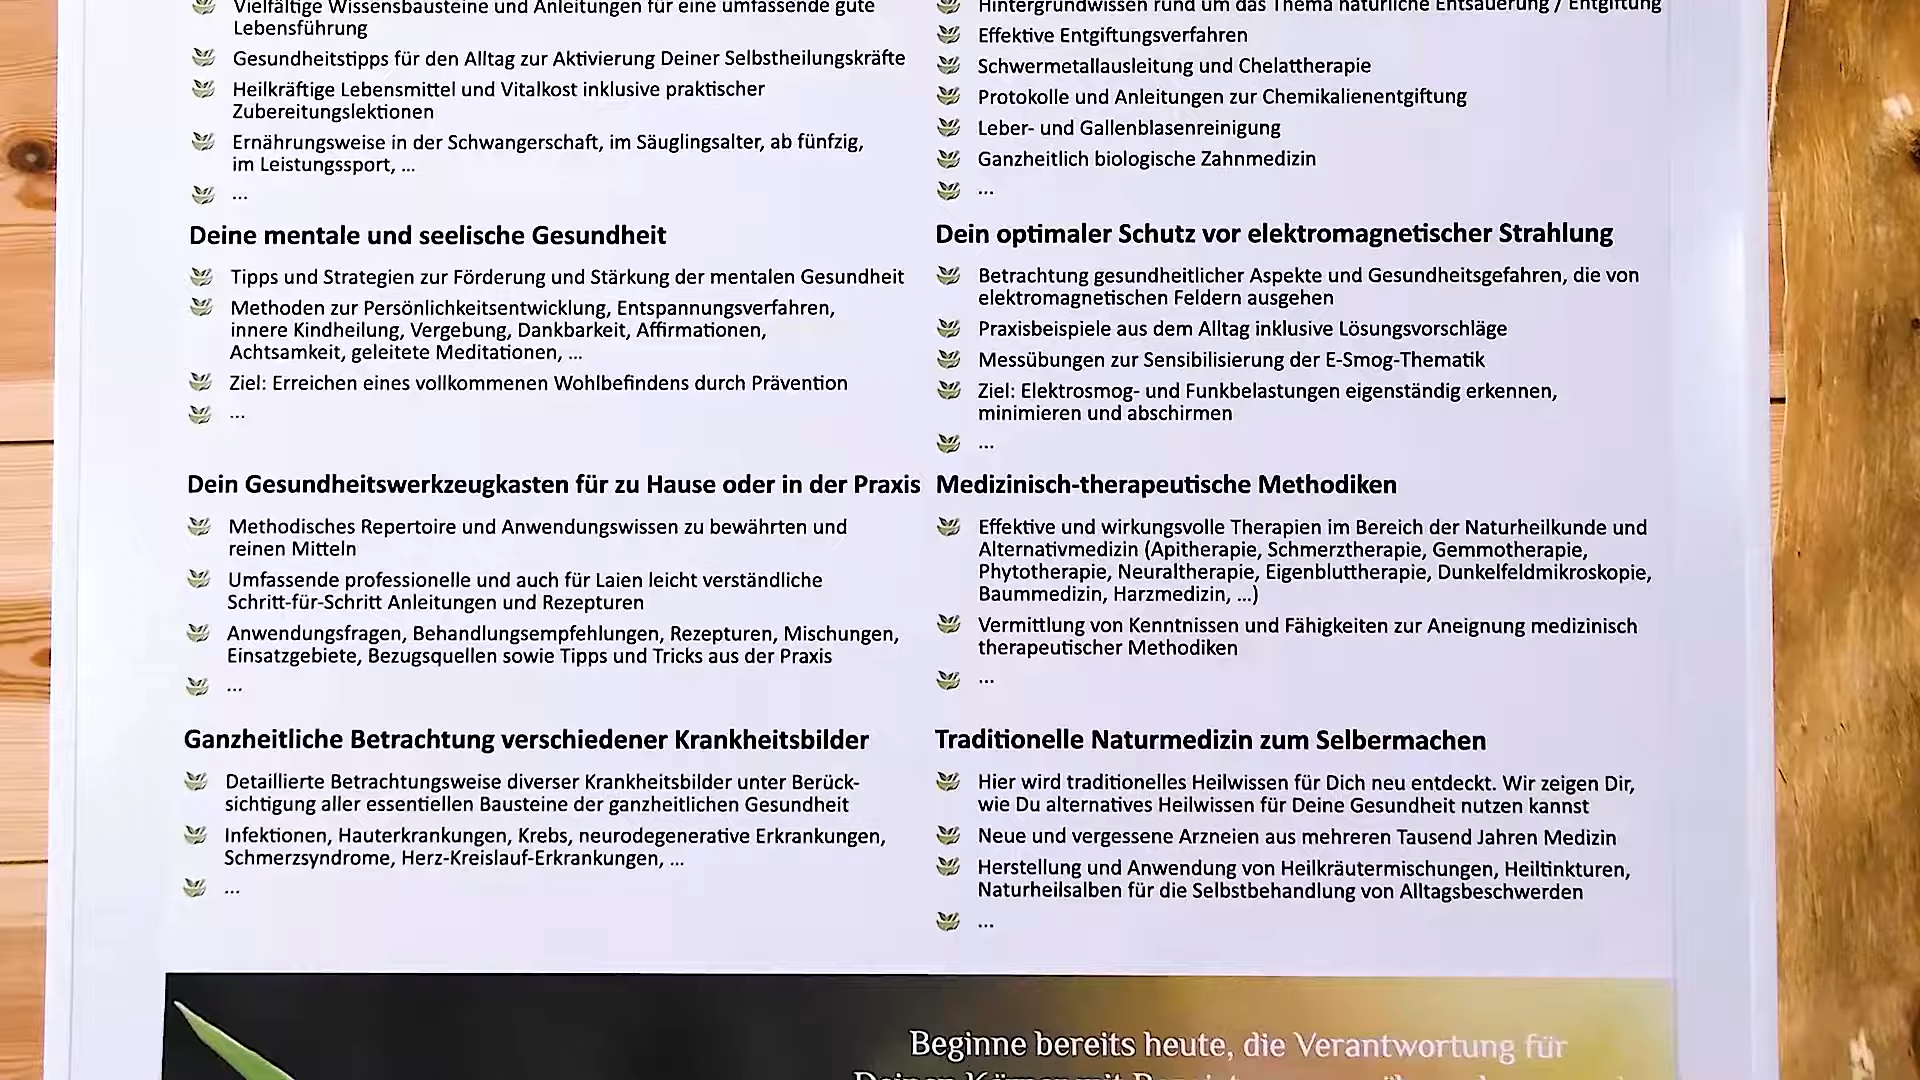 Vielfältige Wissensbausteine und Anleitungen für eine umfassende gute
Lebensführung
Gesundheitstipps für den Alltag zur Aktivierung Deiner Selbstheilungskräfte
Heilkräftige Lebensmittel und Vitalkost inklusive praktischer
Zubereitungslektionen
Ernährungsweise in der Schwangerschaft, im Säuglingsalter, ab fünfzig,
im Leistungssport, ...
...
Deine mentale und seelische Gesundheit
Tipps und Strategien zur Förderung und Stärkung der mentalen Gesundheit
Methoden zur Persönlichkeitsentwicklung, Entspannungsverfahren,
innere Kindheilung, Vergebung, Dankbarkeit, Affirmationen,
Achtsamkeit, geleitete Meditationen, ...
Ziel: Erreichen eines vollkommenen Wohlbefindens durch Prävention
...
Dein Gesundheitswerkzeugkasten für zu Hause oder in der Praxis
Methodisches Repertoire und Anwendungswissen zu bewährten und
reinen Mitteln
Umfassende professionelle und auch für Laien leicht verständliche
Schritt-für-Schritt Anleitungen und Rezepturen
Anwendungsfragen, Behandlungsempfehlungen, Rezepturen, Mischungen,
Einsatzgebiete, Bezugsquellen sowie Tipps und Tricks aus der Praxis
...
Ganzheitliche Betrachtung verschiedener Krankheitsbilder
Detaillierte Betrachtungsweise diverser Krankheitsbilder unter Berück-
sichtigung aller essentiellen Bausteine der ganzheitlichen Gesundheit
Infektionen, Hauterkrankungen, Krebs, neurodegenerative Erkrankungen,
Schmerzsyndrome, Herz-Kreislauf-Erkrankungen, ...
...
Hintergrundwissen rund um das Thema natürliche Entsäuerung / Entgiftung
Effektive Entgiftungsverfahren
Schwermetallausleitung und Chelattherapie
Protokolle und Anleitungen zur Chemikalienentgiftung
Leber- und Gallenblasenreinigung
Ganzheitlich biologische Zahnmedizin
...
Dein optimaler Schutz vor elektromagnetischer Strahlung
Betrachtung gesundheitlicher Aspekte und Gesundheitsgefahren, die von
elektromagnetischen Feldern ausgehen
Praxisbeispiele aus dem Alltag inklusive Lösungsvorschläge
Messübungen zur Sensibilisierung der E-Smog-Thematik
Ziel: Elektrosmog- und Funkbelastungen eigenständig erkennen,
minimieren und abschirmen
...
Medizinisch-therapeutische Methodiken
Effektive und wirkungsvolle Therapien im Bereich der Naturheilkunde und
Alternativmedizin (Apitherapie, Schmerztherapie, Gemmotherapie,
Phytotherapie, Neuraltherapie, Eigenbluttherapie, Dunkelfeldmikroskopie,
Baummedizin, Harzmedizin, ...)
Vermittlung von Kenntnissen und Fähigkeiten zur Aneignung medizinisch
therapeutischer Methodiken
...
Traditionelle Naturmedizin zum Selbermachen
Hier wird traditionelles Heilwissen für Dich neu entdeckt. Wir zeigen Dir,
wie Du alternatives Heilwissen für Deine Gesundheit nutzen kannst
Neue und vergessene Arzneien aus mehreren Tausend Jahren Medizin
Herstellung und Anwendung von Heilkräutermischungen, Heiltinkturen,
Naturheilsalben für die Selbstbehandlung von Alltagsbeschwerden
...
Beginne bereits heute, die Verantwortung für